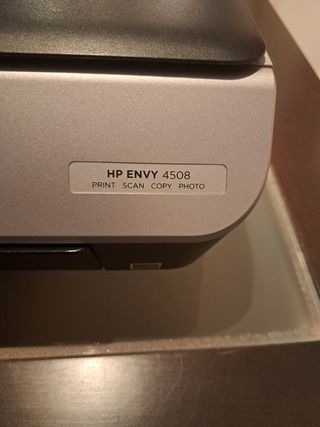 HP ENVY 4508
PRINT SCAN COPY PHOTO